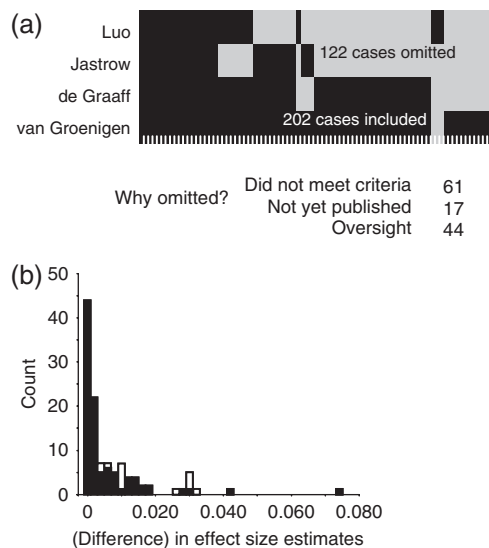 (a)
Luo
122 cases omitted
Jastrow
de Graaff
202 cases included
van Groenigen
Why omitted?
Did not meet criteria 61
Not yet published 17
Oversight 44
(b)
50
40
30
20
10
0
Count
0 0.020 0.040 0.060 0.080
(Difference) in effect size estimates